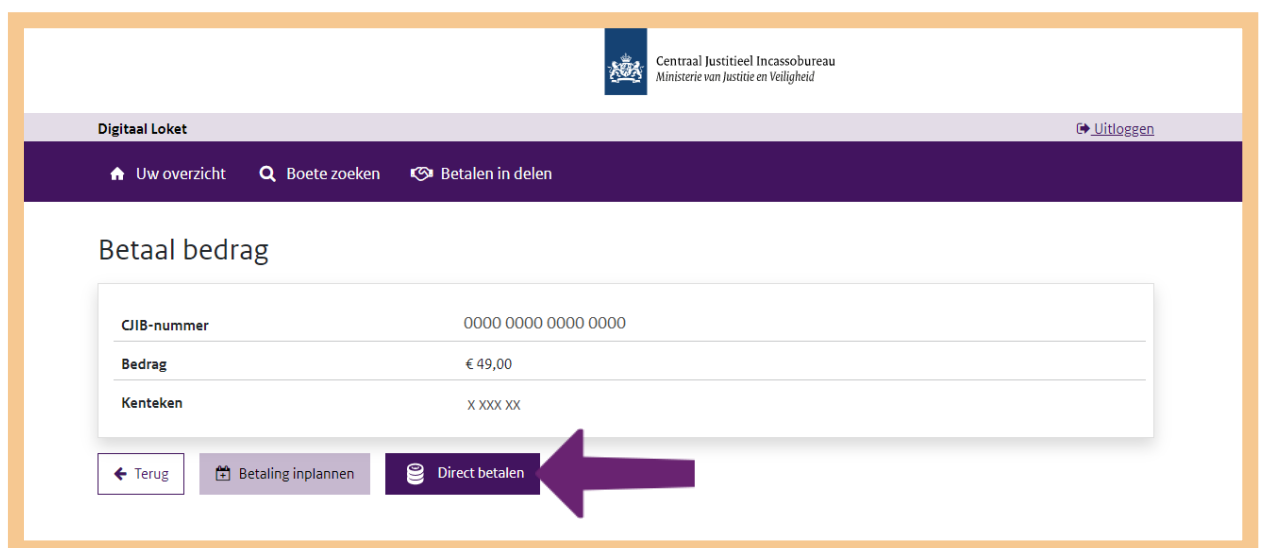 Centraal Justitieel Incassobureau
Ministerie van Justitie en Veiligheid
Digitaal Loket
Uitloggen
Uw overzicht Boete zoeken Betalen in delen
Betaal bedrag
CJIB-nummer 0000 0000 0000 0000
Bedrag € 49,00
Kenteken X XXX XX
Terug Betaling inplannen Direct betalen